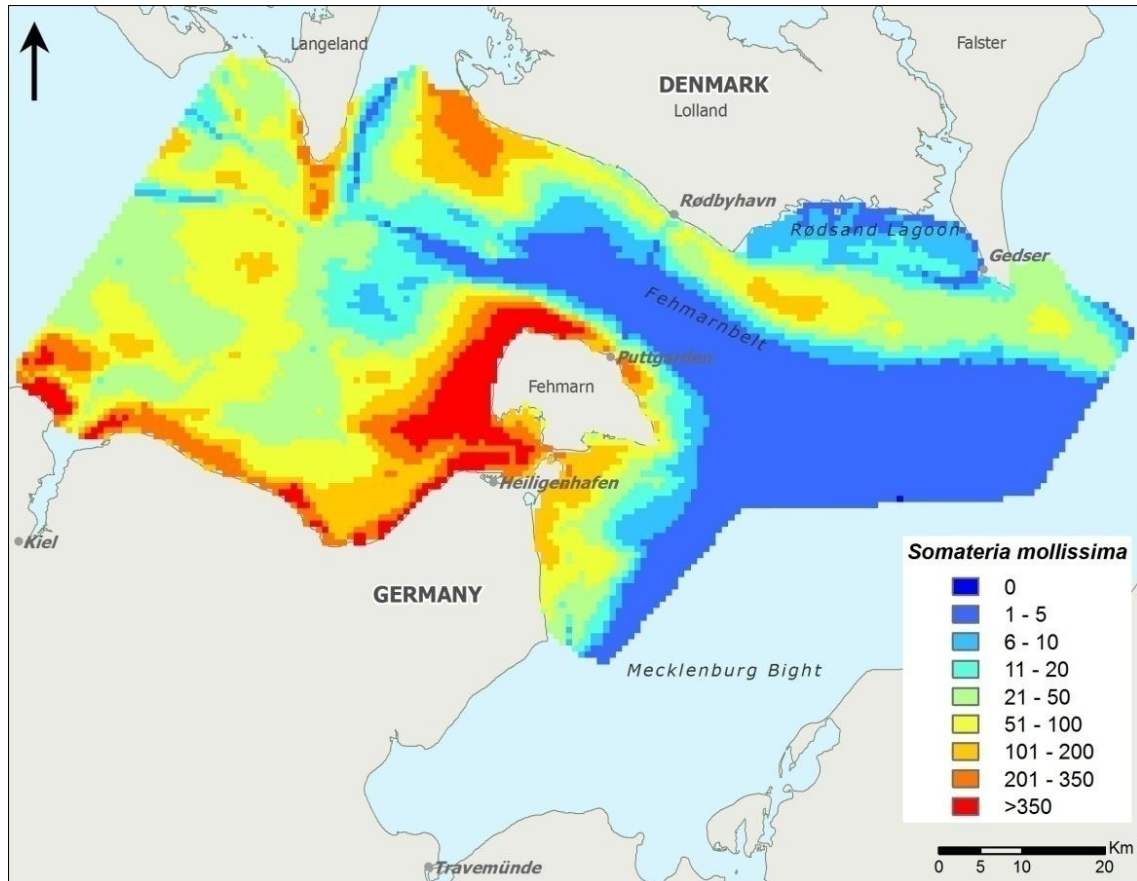 Langeland
Falster
DENMARK
Lolland
Rødbyhavn
Rødsand Lagoon
Gedser
Fehmarnbelt
Puttgarden
Fehmarn
Heiligenhafen
Kiel
GERMANY
Mecklenburg Bight
Travemünde
Somateria mollissima
0
1 - 5
6 - 10
11 - 20
21 - 50
51 - 100
101 - 200
201 - 350
>350
Km
0 5 10 20